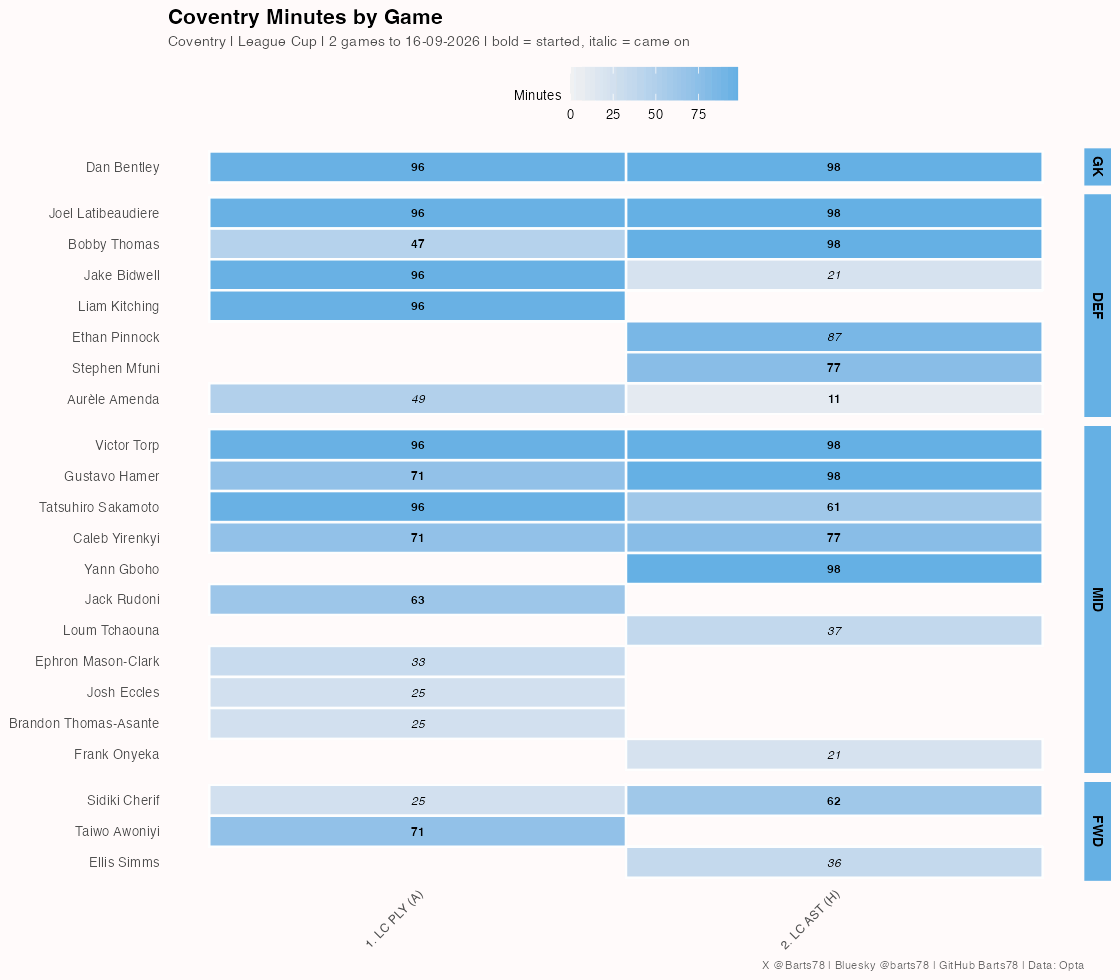 Coventry Minutes by Game
Coventry | League Cup | 2 games to 16-09-2026 | bold = started, italic = came on
Minutes
0 25 50 75
Dan Bentley 96 98
GK
Joel Latibeaudiere 96 98
Bobby Thomas 47 98
Jake Bidwell 96 21
Liam Kitching 96
Ethan Pinnock 87
Stephen Mfuni 77
Aurèle Amenda 49 11
DEF
Victor Torp 96 98
Gustavo Hamer 71 98
Tatsuhiro Sakamoto 96 61
Caleb Yirenkyi 71 77
Yann Gboho 98
Jack Rudoni 63
Loum Tchaouna 37
Ephron Mason-Clark 33
Josh Eccles 25
Brandon Thomas-Asante 25
Frank Onyeka 21
MID
Sidiki Cherif 25 62
Taiwo Awoniyi 71
Ellis Simms 36
FWD
1. LC PLY (A)
2. LC AST (H)
X @Barts78 | Bluesky @barts78 | GitHub Barts78 | Data: Opta